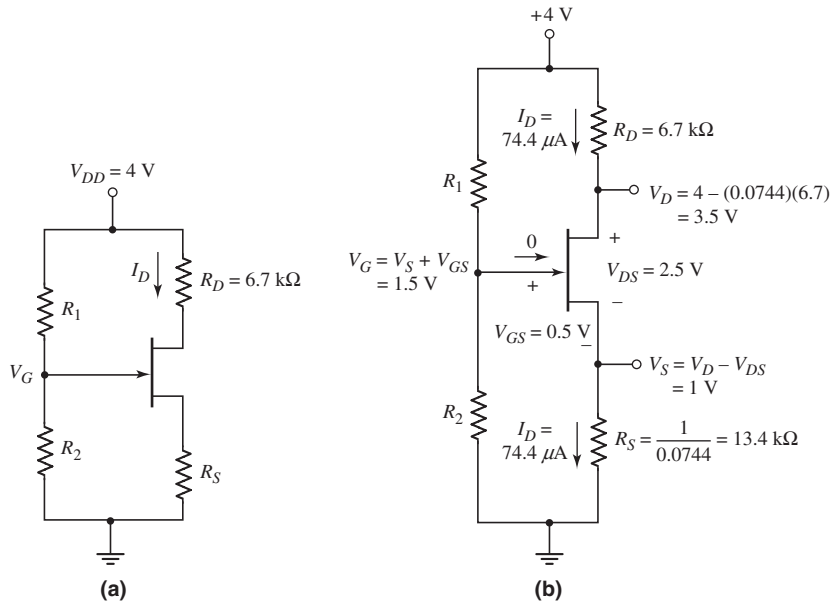 V_DD = 4 V
I_D
R_D = 6.7 kΩ
R_1
V_G
R_2
R_S
(a)
+4 V
I_D =
74.4 μA
R_D = 6.7 kΩ
R_1
V_D = 4 – (0.0744)(6.7)
= 3.5 V
0
+
V_G = V_S + V_GS
= 1.5 V
+
V_DS = 2.5 V
–
V_GS = 0.5 V
–
V_S = V_D – V_DS
= 1 V
R_2
I_D =
74.4 μA
R_S = 1/0.0744 = 13.4 kΩ
(b)